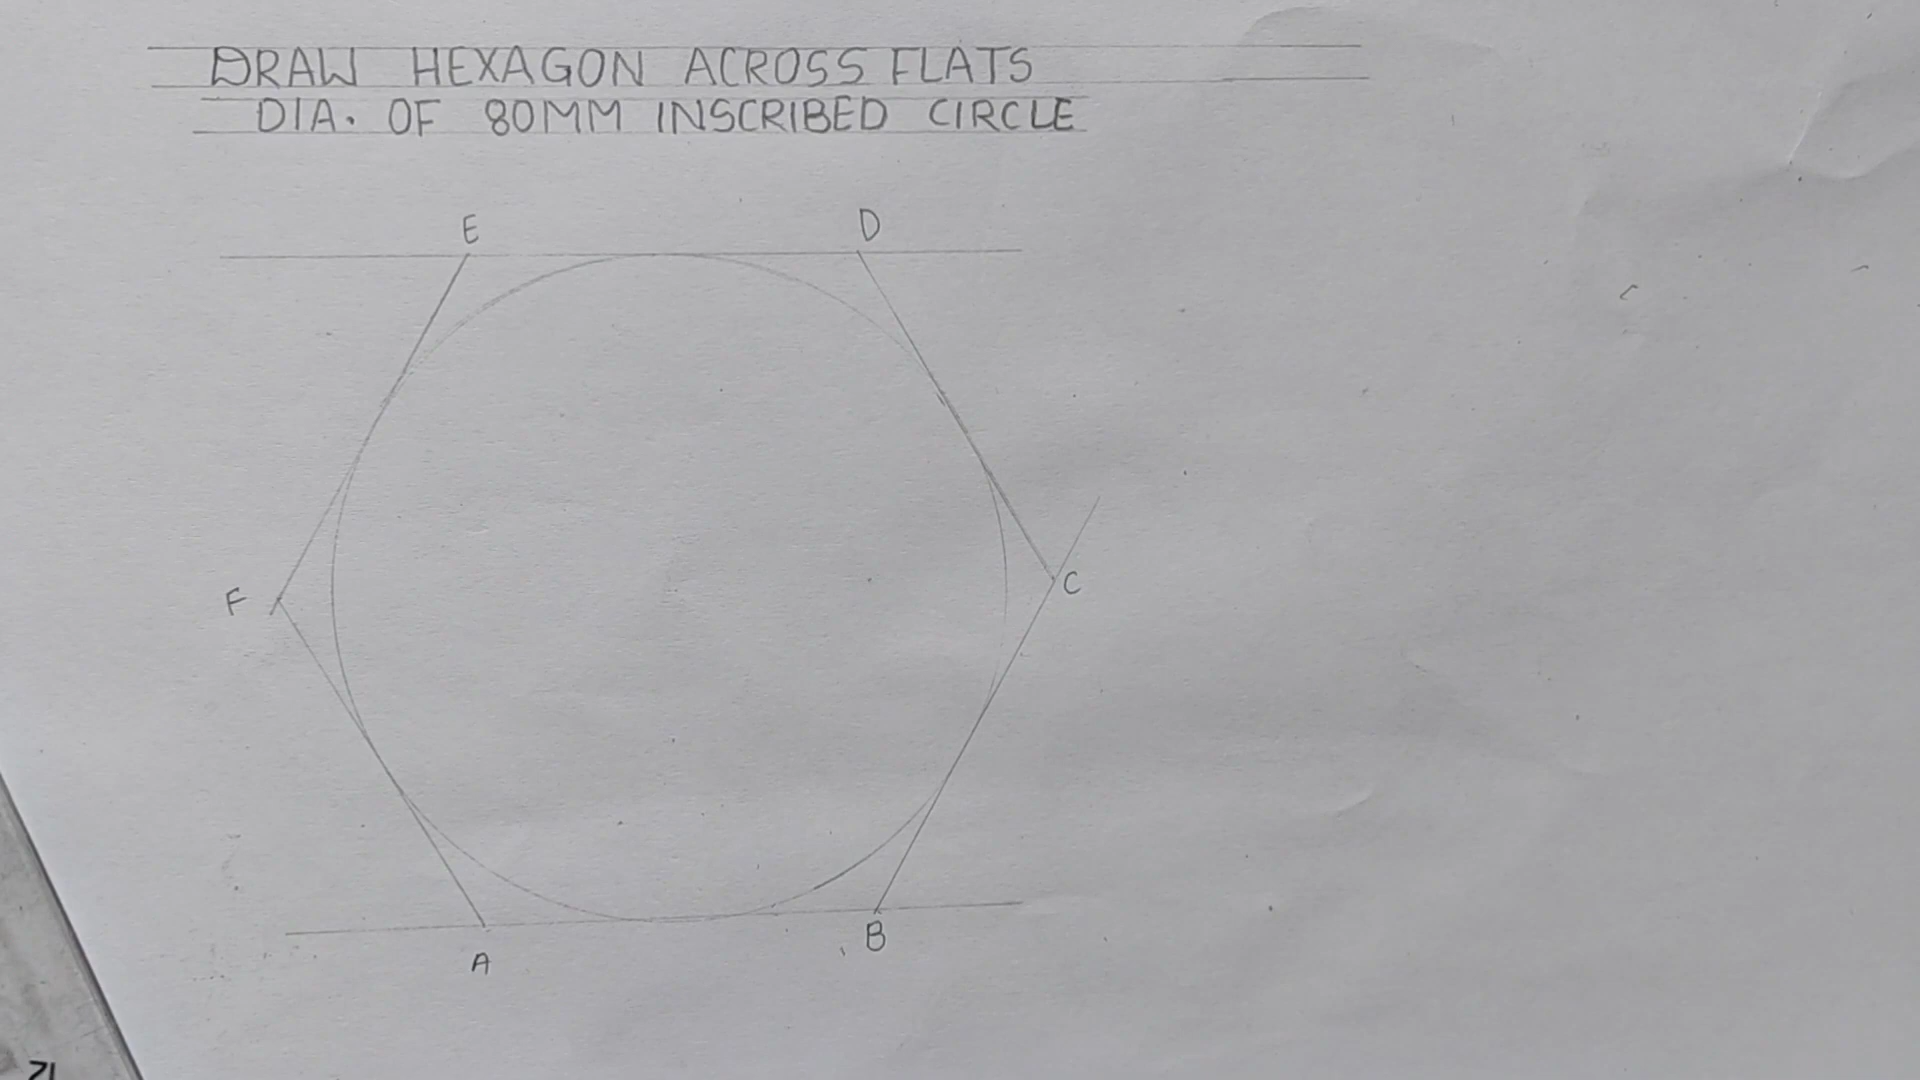 DRAW HEXAGON ACROSS FLATS
DIA. OF 80MM INSCRIBED CIRCLE
E
D
F
C
A
B